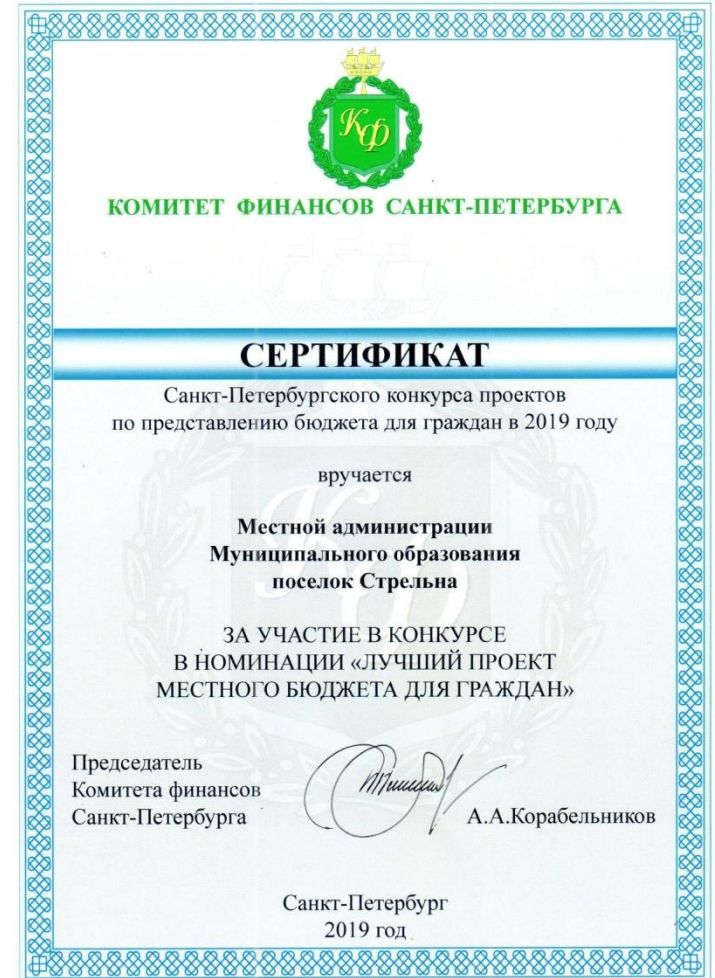 КФ
КОМИТЕТ ФИНАНСОВ САНКТ-ПЕТЕРБУРГА
СЕРТИФИКАТ
Санкт-Петербургского конкурса проектов
по представлению бюджета для граждан в 2019 году
вручается
Местной администрации
Муниципального образования
поселок Стрельна
ЗА УЧАСТИЕ В КОНКУРСЕ
В НОМИНАЦИИ «ЛУЧШИЙ ПРОЕКТ
МЕСТНОГО БЮДЖЕТА ДЛЯ ГРАЖДАН»
Председатель
Комитета финансов
Санкт-Петербурга А.А.Корабельников
Санкт-Петербург
2019 год